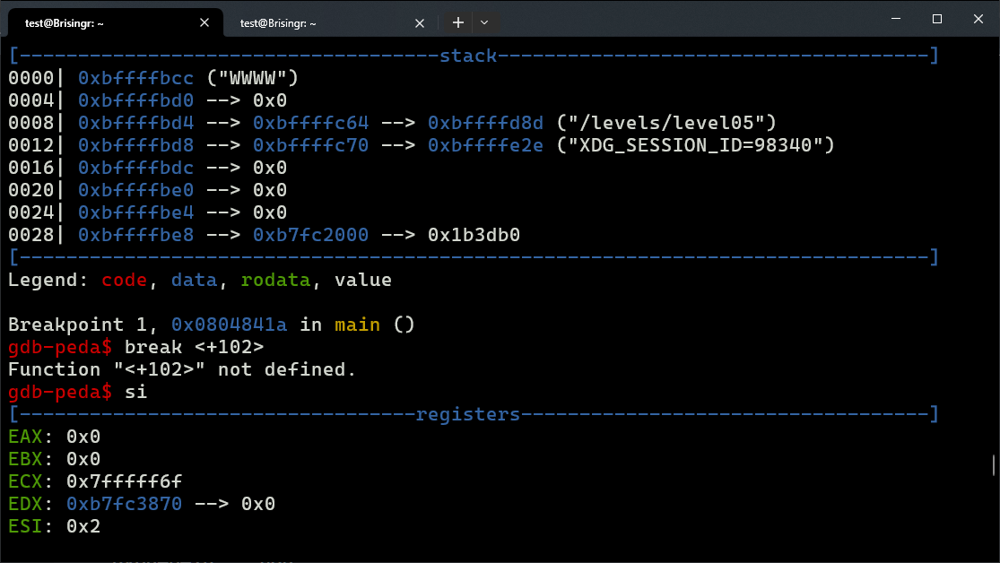 test@Brisingr: ~
test@Brisingr: ~
[------------------------------------stack-------------------------------------]
0000| 0xbffffbcc ("WWWW")
0004| 0xbffffbd0 --> 0x0
0008| 0xbffffbd4 --> 0xbffffc64 --> 0xbffffd8d ("/levels/level05")
0012| 0xbffffbd8 --> 0xbffffc70 --> 0xbffffe2e ("XDG_SESSION_ID=98340")
0016| 0xbffffbdc --> 0x0
0020| 0xbffffbe0 --> 0x0
0024| 0xbffffbe4 --> 0x0
0028| 0xbffffbe8 --> 0xb7fc2000 --> 0x1b3db0
[------------------------------------------------------------------------------]
Legend: code, data, rodata, value
Breakpoint 1, 0x0804841a in main ()
gdb-peda$ break <+102>
Function "<+102>" not defined.
gdb-peda$ si
[----------------------------------registers-----------------------------------]
EAX: 0x0
EBX: 0x0
ECX: 0x7fffff6f
EDX: 0xb7fc3870 --> 0x0
ESI: 0x2